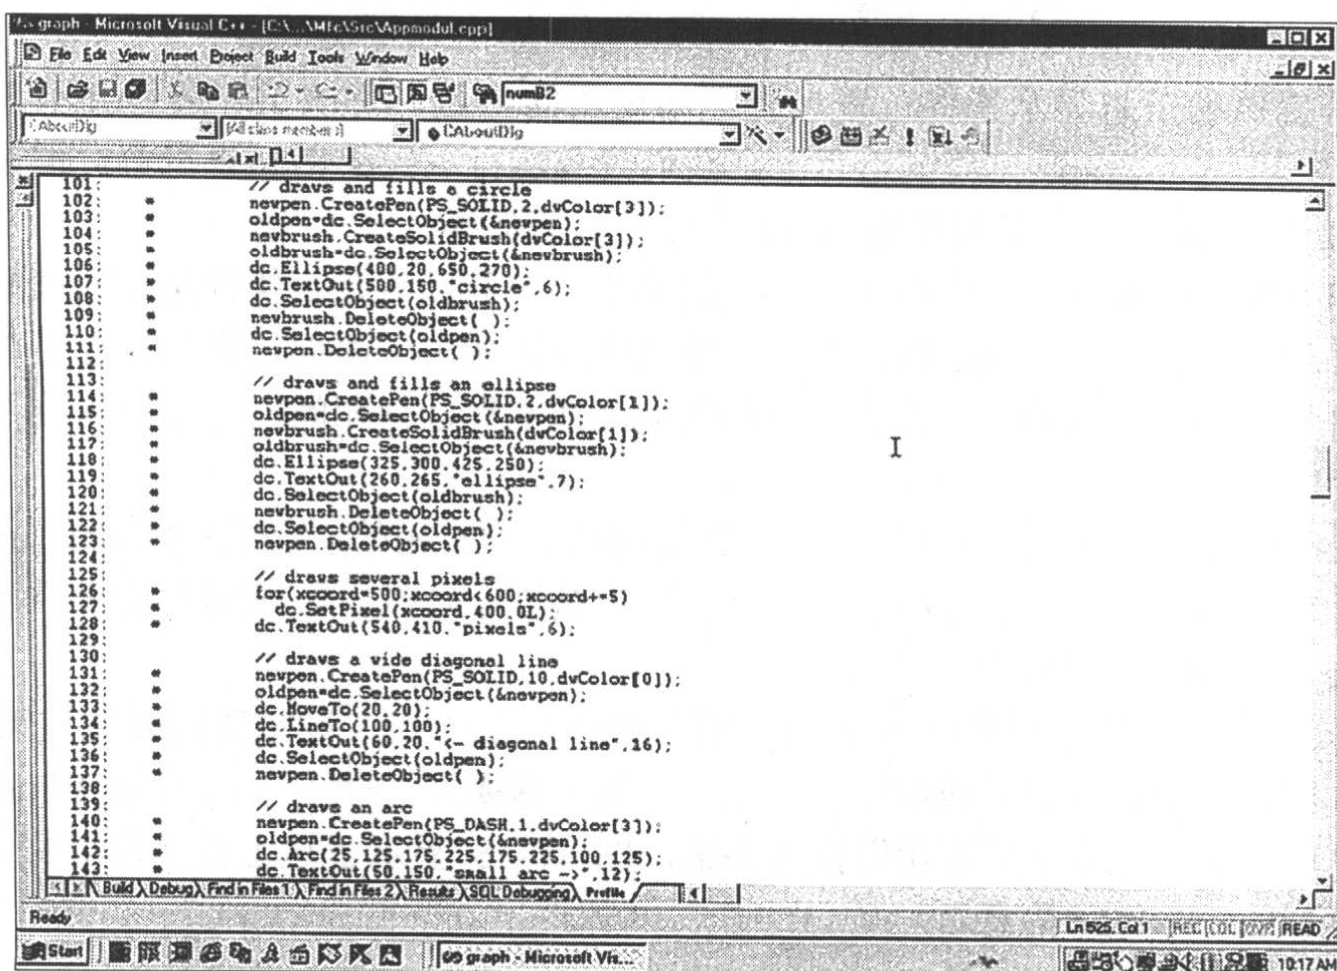 graph - Microsoft Visual C++ - [C:\...\Mfc\Src\Appmodul.cpp]
File Edit View Insert Project Build Tools Window Help
numB2
CAboutDlg [All class members] CAboutDlg
101: // draws and fills a circle
102: * newpen.CreatePen(PS_SOLID,2,dwColor[3]);
103: * oldpen=dc.SelectObject(&newpen);
104: * newbrush.CreateSolidBrush(dwColor[3]);
105: * oldbrush=dc.SelectObject(&newbrush);
106: * dc.Ellipse(400,20,650,270);
107: * dc.TextOut(500,150,"circle",6);
108: * dc.SelectObject(oldbrush);
109: * newbrush.DeleteObject( );
110: * dc.SelectObject(oldpen);
111: * newpen.DeleteObject( );
112:
113: // draws and fills an ellipse
114: * newpen.CreatePen(PS_SOLID,2,dwColor[1]);
115: * oldpen=dc.SelectObject(&newpen);
116: * newbrush.CreateSolidBrush(dwColor[1]);
117: * oldbrush=dc.SelectObject(&newbrush);
118: * dc.Ellipse(325,300,425,250);
119: * dc.TextOut(260,265,"ellipse",7);
120: * dc.SelectObject(oldbrush);
121: * newbrush.DeleteObject( );
122: * dc.SelectObject(oldpen);
123: * newpen.DeleteObject( );
124:
125: // draws several pixels
126: * for(xcoord=500;xcoord<600;xcoord+=5)
127: * dc.SetPixel(xcoord,400,0L);
128: * dc.TextOut(540,410,"pixels",6);
129:
130: // draws a wide diagonal line
131: * newpen.CreatePen(PS_SOLID,10,dwColor[0]);
132: * oldpen=dc.SelectObject(&newpen);
133: * dc.MoveTo(20,20);
134: * dc.LineTo(100,100);
135: * dc.TextOut(60,20,"<- diagonal line",16);
136: * dc.SelectObject(oldpen);
137: * newpen.DeleteObject( );
138:
139: // draws an arc
140: * newpen.CreatePen(PS_DASH,1,dwColor[3]);
141: * oldpen=dc.SelectObject(&newpen);
142: * dc.Arc(25,125,175,225,175,225,100,125);
143: * dc.TextOut(50,150,"small arc ->",12);
Build Debug Find in Files 1 Find in Files 2 Results SQL Debugging Profile
Ready Ln 525, Col 1 REC COL OVR READ
Start graph - Microsoft Vis... 10:17 AM